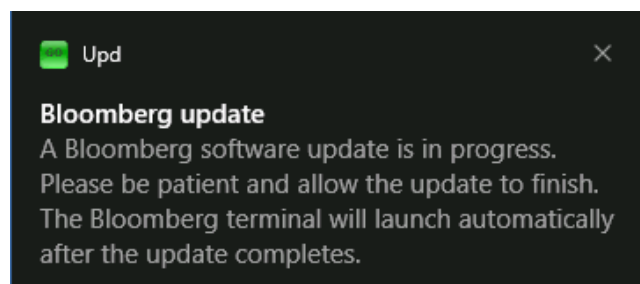 GO
Upd
Bloomberg update
A Bloomberg software update is in progress.
Please be patient and allow the update to finish.
The Bloomberg terminal will launch automatically
after the update completes.